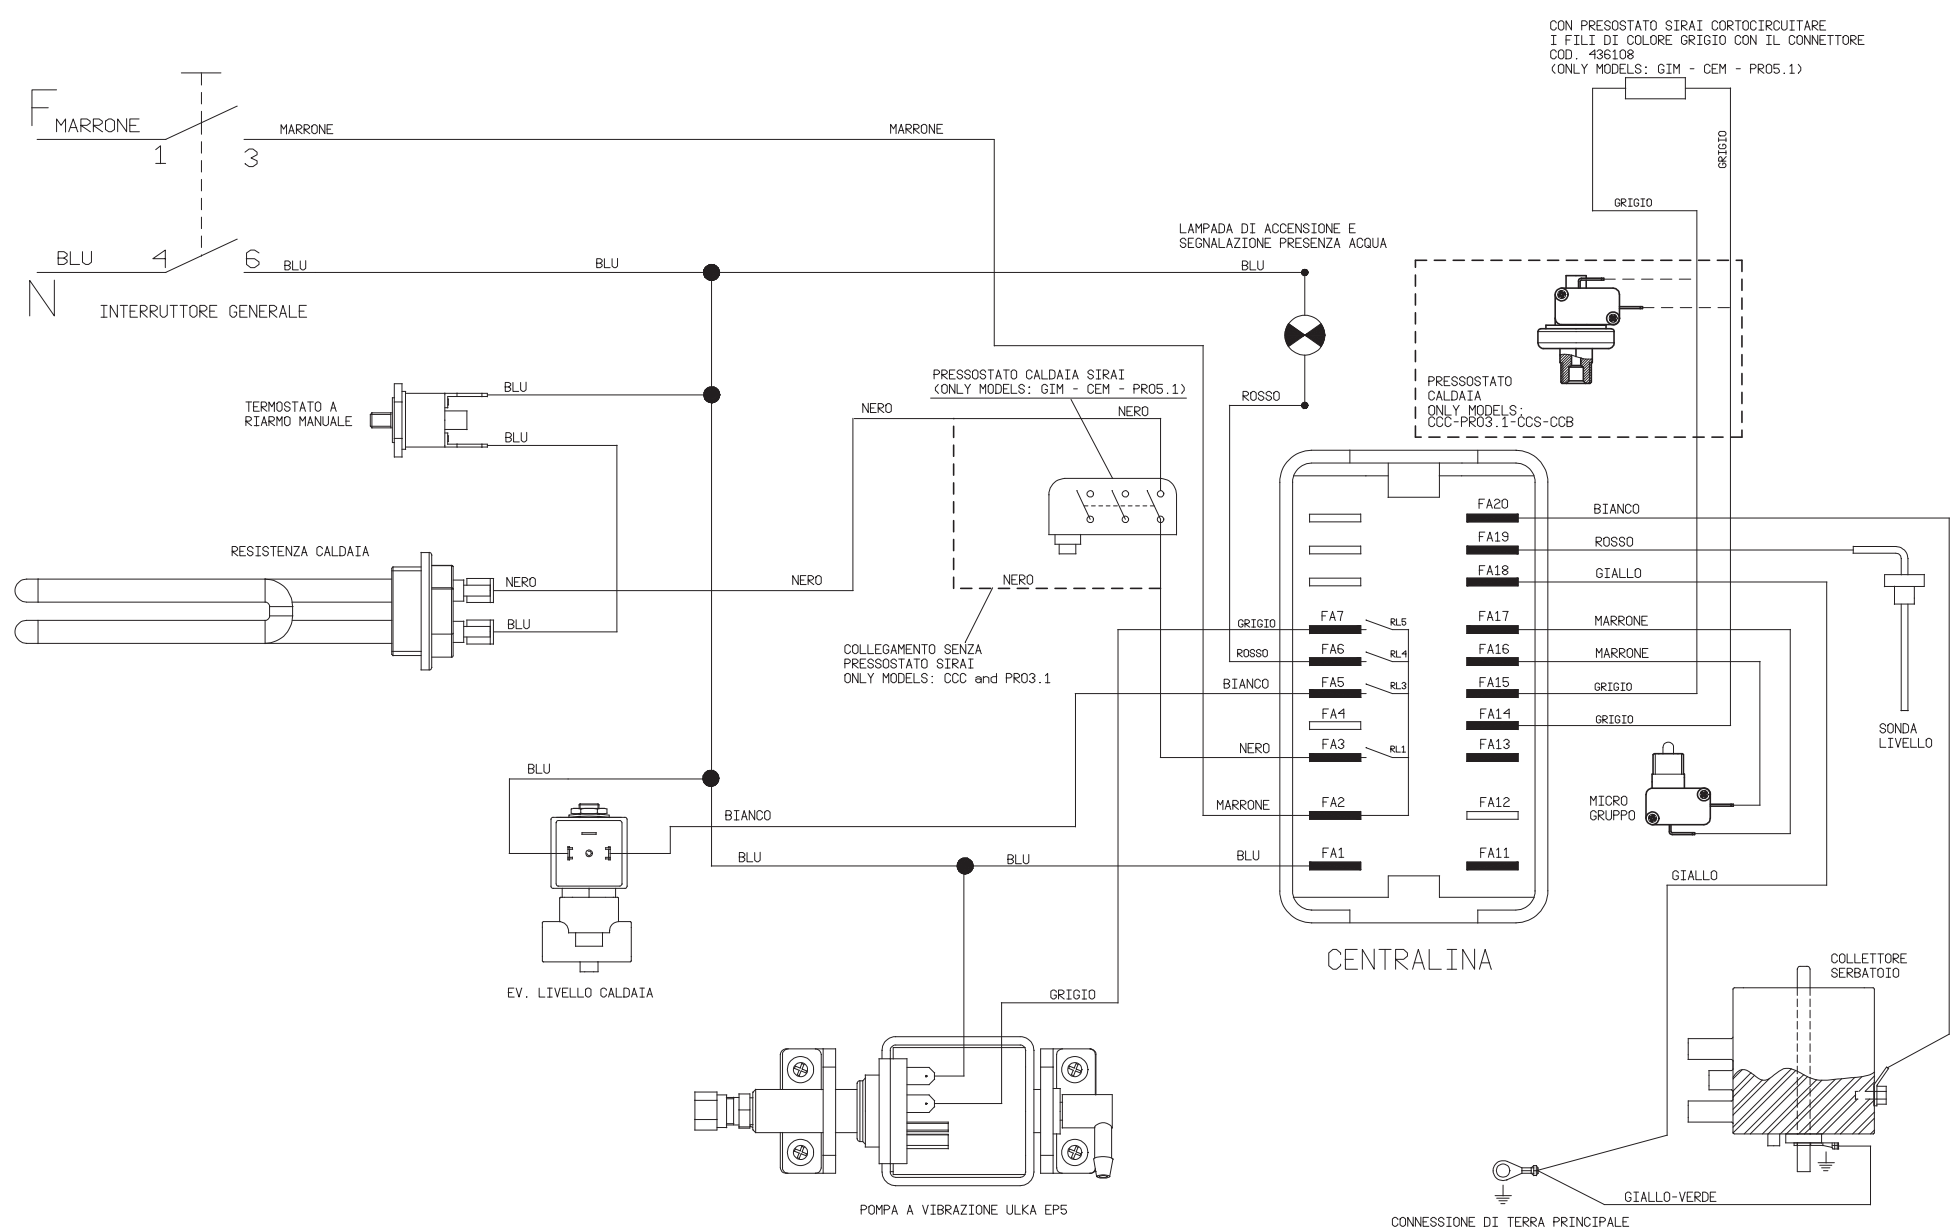 CON PRESOSTATO SIRAI CORTOCIRCUITARE
I FILI DI COLORE GRIGIO CON IL CONNETTORE
COD. 436108
(ONLY MODELS: GIM - CEM - PRO5.1)
F
MARRONE
1
3
MARRONE
MARRONE
GRIGIO
GRIGIO
BLU
4
6
BLU
BLU
N
INTERRUTTORE GENERALE
LAMPADA DI ACCENSIONE E
SEGNALAZIONE PRESENZA ACQUA
BLU
ROSSO
PRESSOSTATO
CALDAIA
ONLY MODELS:
CCC-PRO3.1-CCS-CCB
PRESSOSTATO CALDAIA SIRAI
(ONLY MODELS: GIM - CEM - PRO5.1)
NERO
NERO
TERMOSTATO A
RIARMO MANUALE
BLU
BLU
RESISTENZA CALDAIA
NERO
BLU
NERO
NERO
COLLEGAMENTO SENZA
PRESSOSTATO SIRAI
ONLY MODELS: CCC and PRO3.1
GRIGIO
ROSSO
BIANCO
NERO
MARRONE
BLU
FA7
FA6
FA5
FA4
FA3
FA2
FA1
RL5
RL4
RL3
RL1
FA20
FA19
FA18
FA17
FA16
FA15
FA14
FA13
FA12
FA11
BIANCO
ROSSO
GIALLO
MARRONE
MARRONE
GRIGIO
GRIGIO
SONDA
LIVELLO
MICRO
GRUPPO
GIALLO
CENTRALINA
BLU
BIANCO
BLU
BLU
EV. LIVELLO CALDAIA
GRIGIO
POMPA A VIBRAZIONE ULKA EP5
COLLETTORE
SERBATOIO
GIALLO-VERDE
CONNESSIONE DI TERRA PRINCIPALE